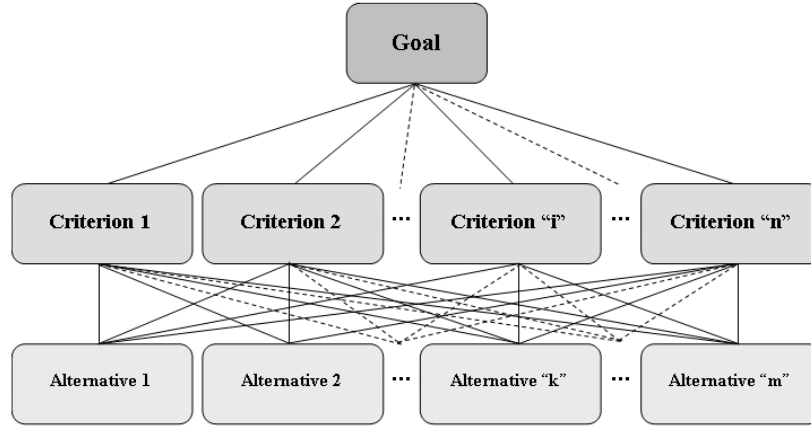 Goal
Criterion 1 Criterion 2 ... Criterion “i” ... Criterion “n”
Alternative 1 Alternative 2 ... Alternative “k” ... Alternative “m”